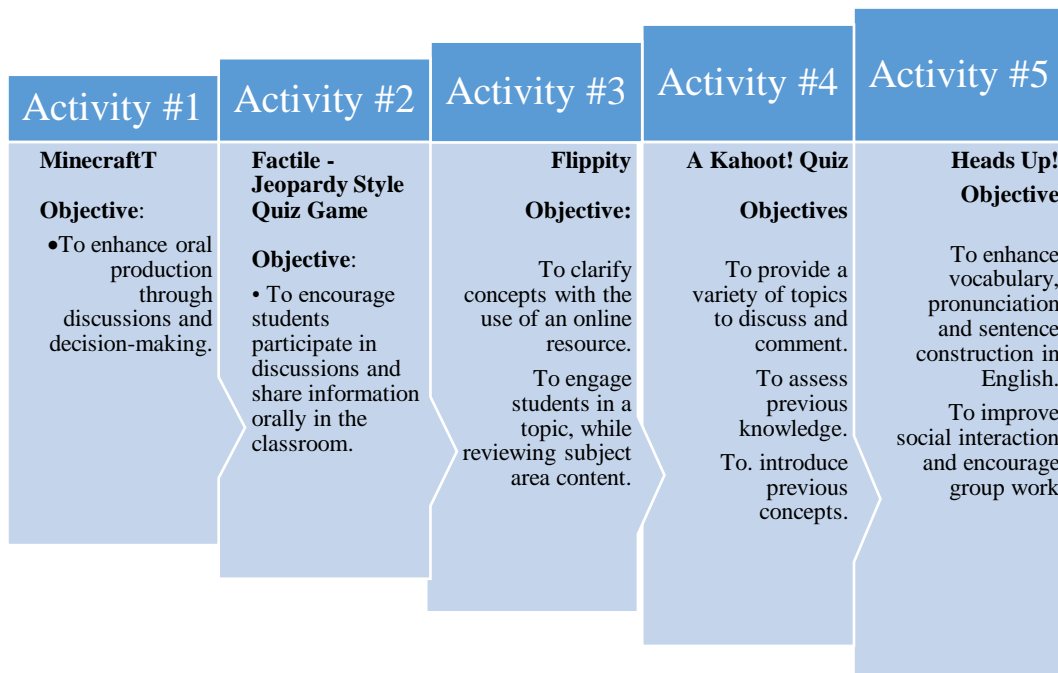 Activity #1
MinecraftT
Objective:
•To enhance oral
production
through
discussions and
decision-making.
Activity #2
Factile -
Jeopardy Style
Quiz Game
Objective:
• To encourage
students
participate in
discussions and
share information
orally in the
classroom.
Activity #3
Flippity
Objective:
To clarify
concepts with the
use of an online
resource.
To engage
students in a
topic, while
reviewing subject
area content.
Activity #4
A Kahoot! Quiz
Objectives
To provide a
variety of topics
to discuss and
comment.
To assess
previous
knowledge.
To. introduce
previous
concepts.
Activity #5
Heads Up!
Objective
To enhance
vocabulary,
pronunciation
and sentence
construction in
English.
To improve
social interaction
and encourage
group work